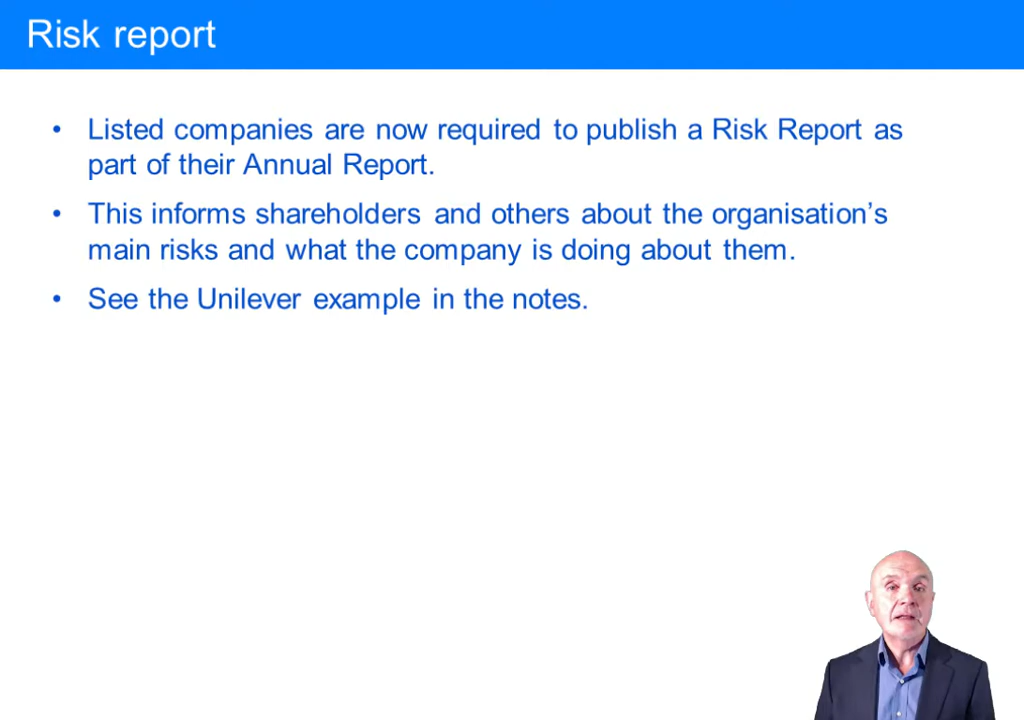 Risk report
• Listed companies are now required to publish a Risk Report as
part of their Annual Report.
• This informs shareholders and others about the organisation’s
main risks and what the company is doing about them.
• See the Unilever example in the notes.